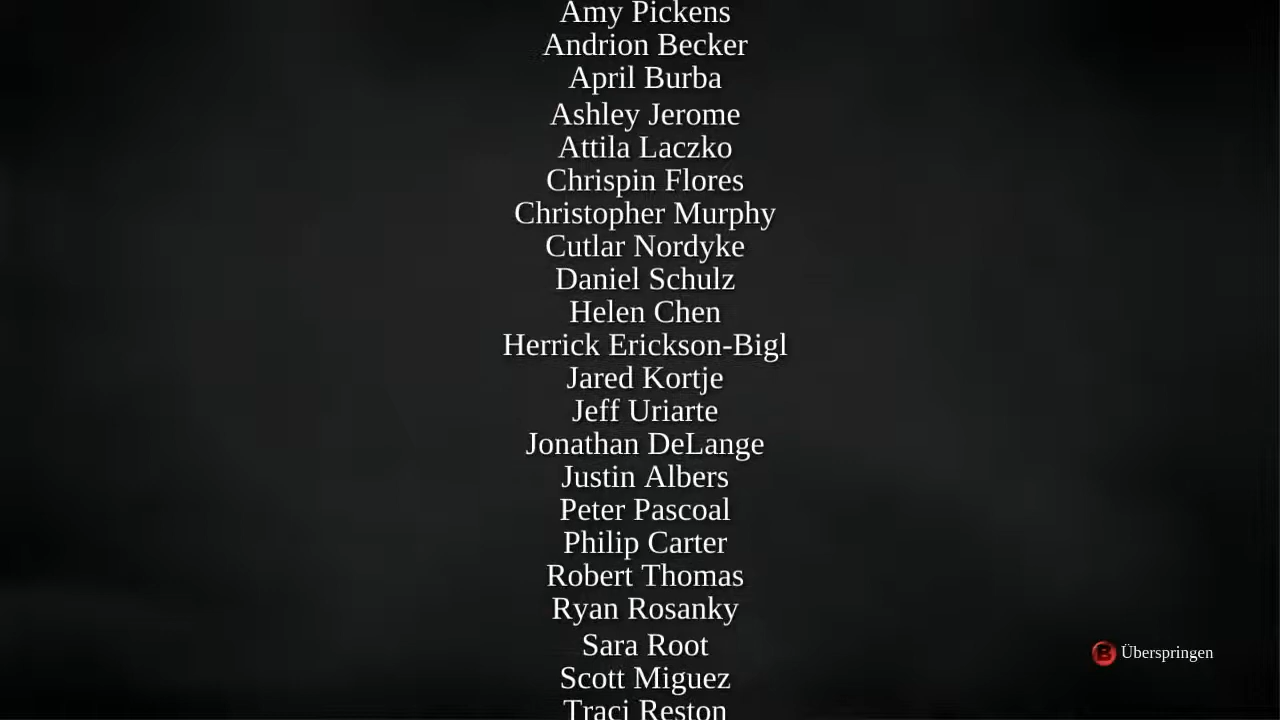 Amy Pickens
Andrion Becker
April Burba
Ashley Jerome
Attila Laczko
Chrispin Flores
Christopher Murphy
Cutlar Nordyke
Daniel Schulz
Helen Chen
Herrick Erickson-Bigl
Jared Kortje
Jeff Uriarte
Jonathan DeLange
Justin Albers
Peter Pascoal
Philip Carter
Robert Thomas
Ryan Rosanky
Sara Root
B Überspringen
Scott Miguez
Traci Reston